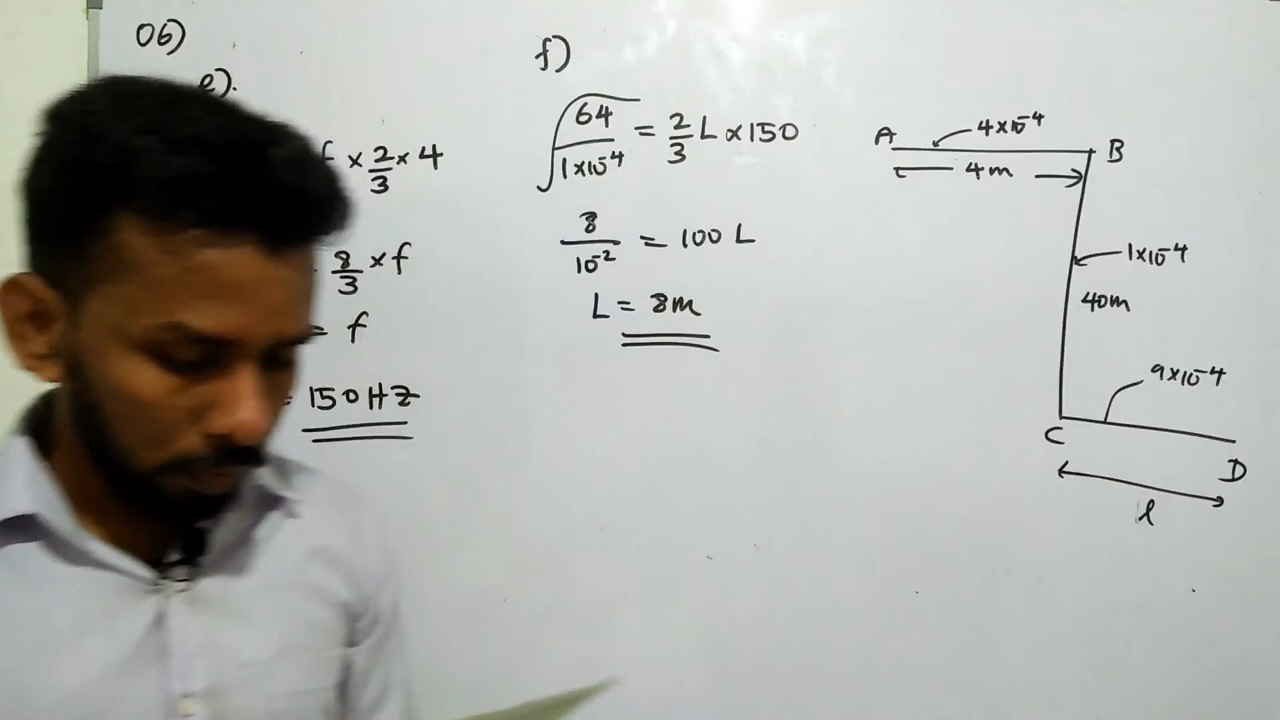 06)
e).
f × 2/3 × 4
8/3 × f
= f
= 150 HZ
f)
√(64/1×10⁻⁴) = 2/3 L × 150
8/10⁻² = 100 L
L = 8m
A
4×10⁻⁴
B
4m
1×10⁻⁴
40m
9×10⁻⁴
C
D
l